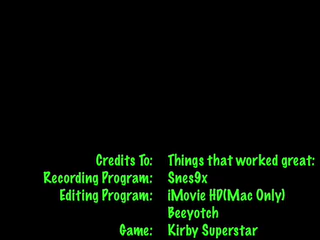 Credits To: Things that worked great:
Recording Program: Snes9x
Editing Program: iMovie HD(Mac Only)
Beeyotch
Game: Kirby Superstar